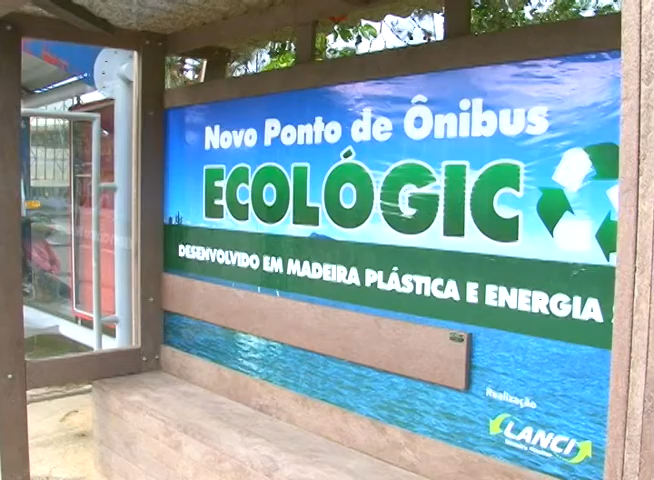 Novo Ponto de Ônibus
ECOLÓGIC
DESENVOLVIDO EM MADEIRA PLÁSTICA E ENERGIA
Realização
LANCI